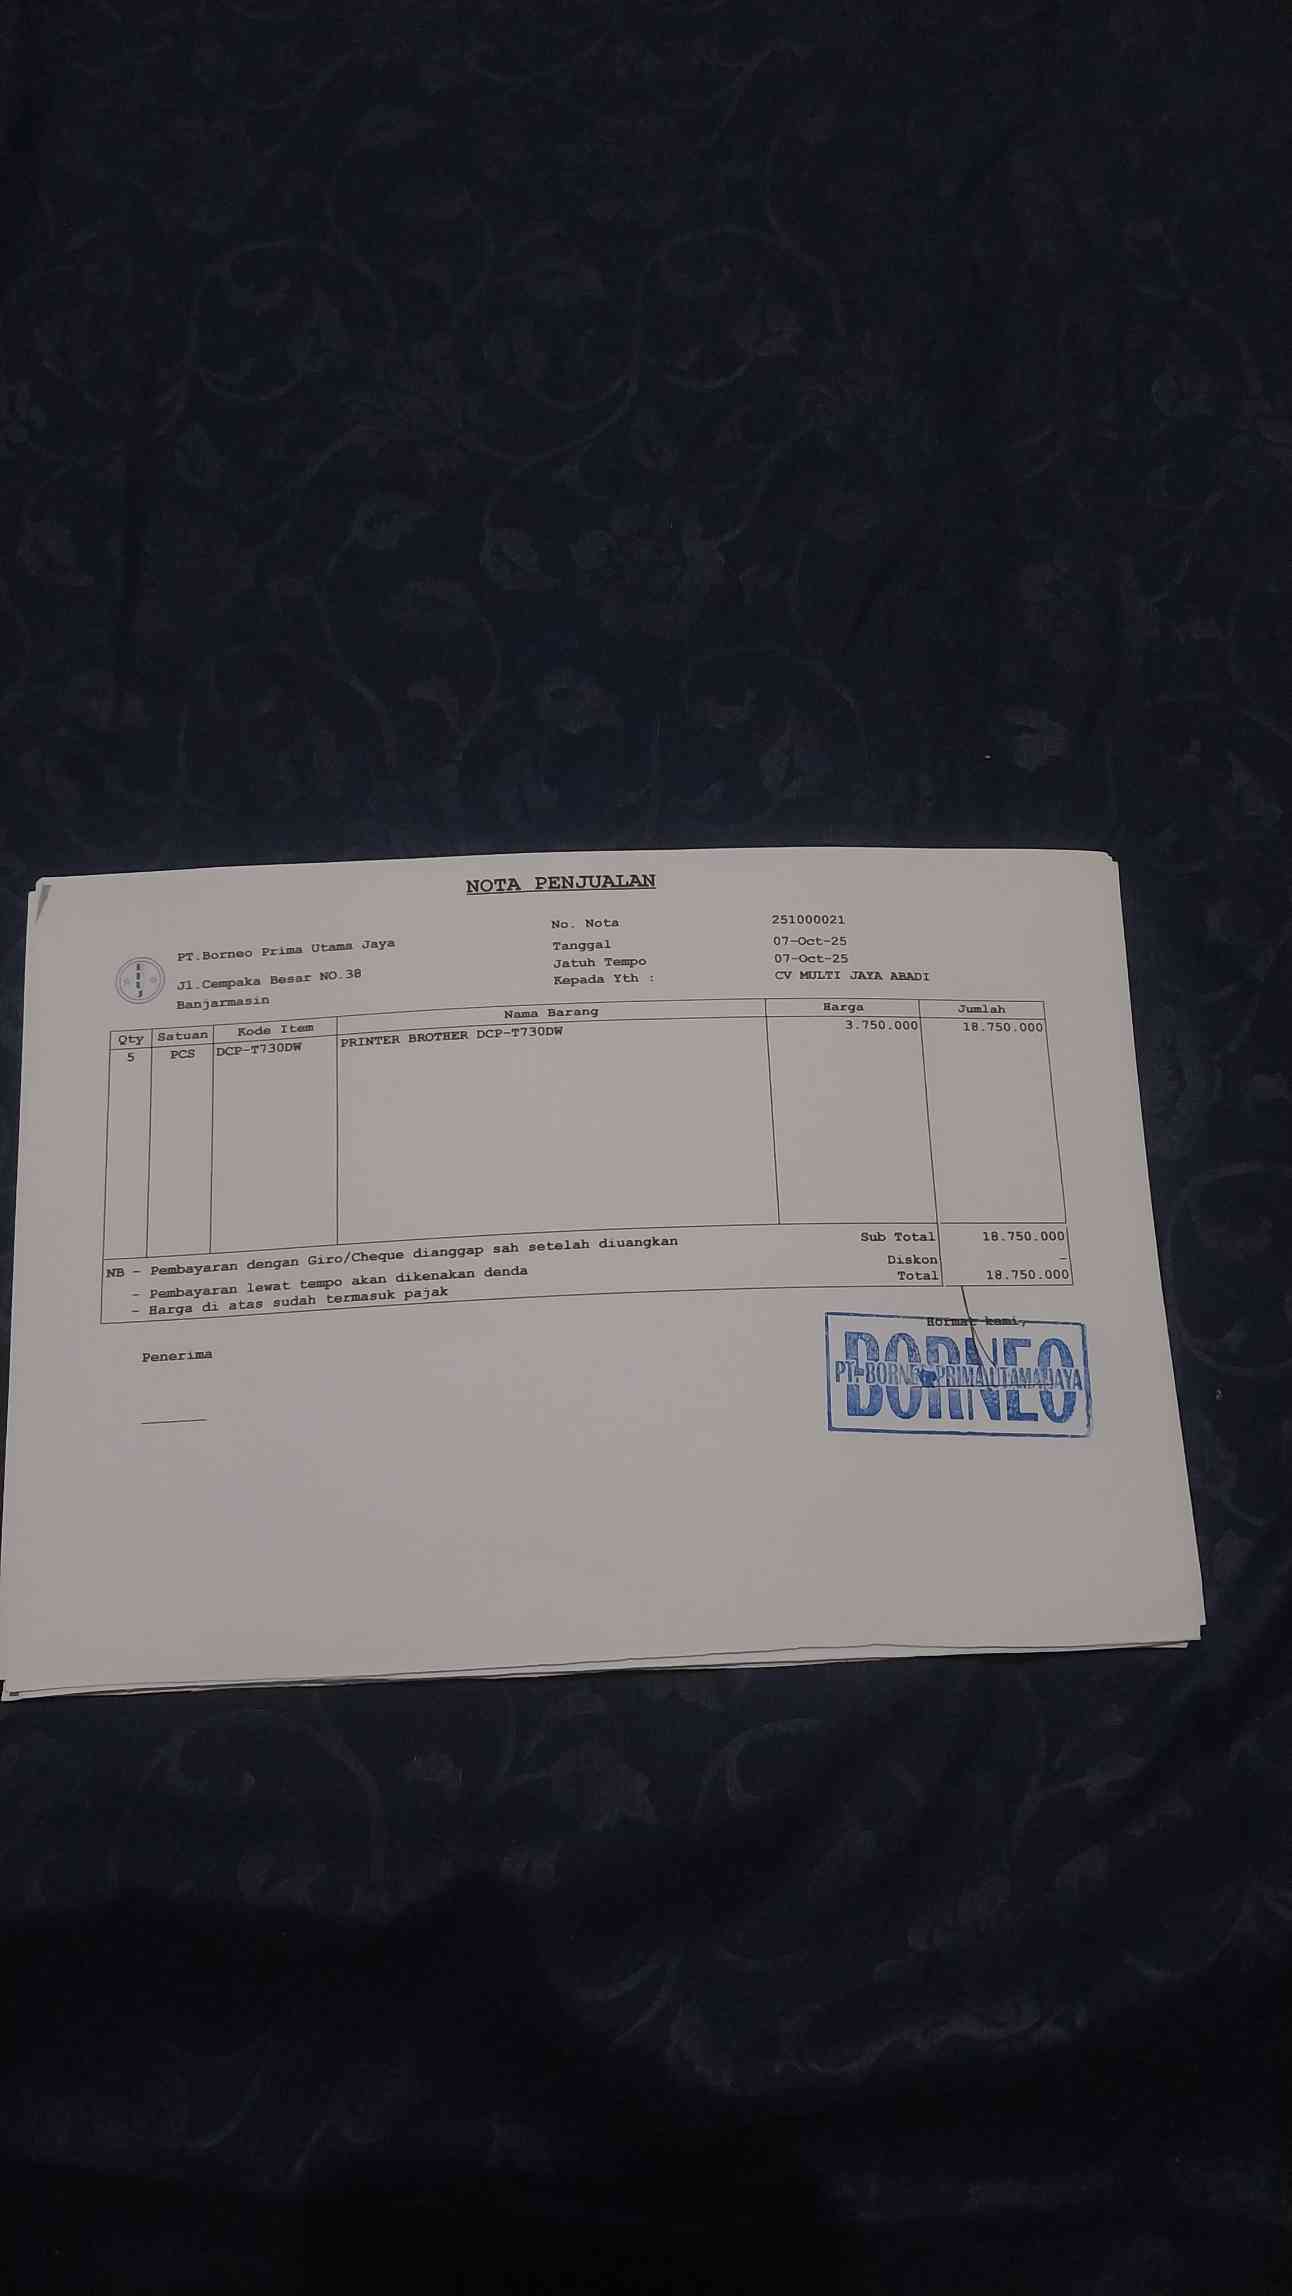 NOTA PENJUALAN
PT.Borneo Prima Utama Jaya
Jl.Cempaka Besar NO.38
Banjarmasin
No. Nota 251000021
Tanggal 07-Oct-25
Jatuh Tempo 07-Oct-25
Kepada Yth : CV MULTI JAYA ABADI
Qty Satuan Kode Item Nama Barang Harga Jumlah
5 PCS DCP-T730DW PRINTER BROTHER DCP-T730DW 3.750.000 18.750.000
NB - Pembayaran dengan Giro/Cheque dianggap sah setelah diuangkan
- Pembayaran lewat tempo akan dikenakan denda
- Harga di atas sudah termasuk pajak
Sub Total 18.750.000
Diskon -
Total 18.750.000
Penerima
Hormat kami,
BORNEO
PT. BORNEO PRIMA UTAMA JAYA